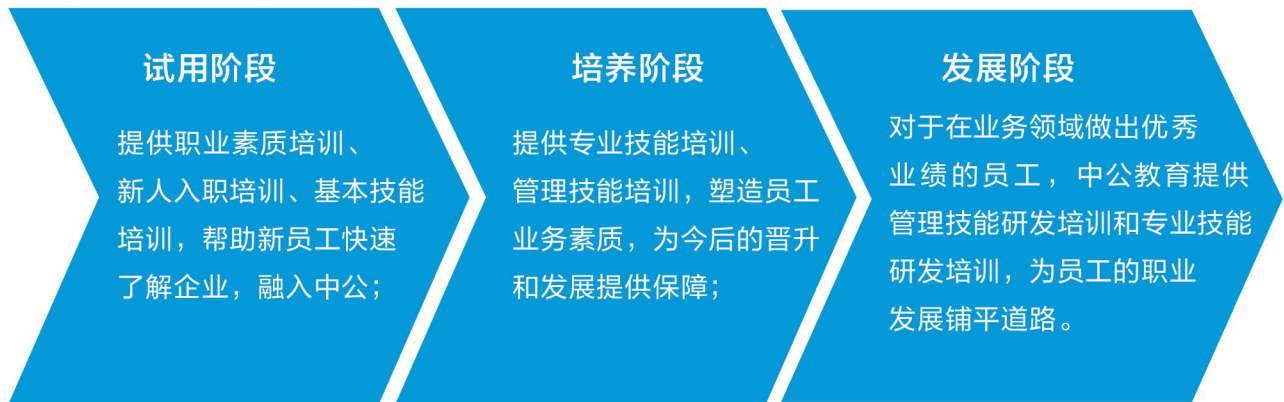 试用阶段
提供职业素质培训、
新人入职培训、基本技能
培训，帮助新员工快速
了解企业，融入中公；
培养阶段
提供专业技能培训、
管理技能培训，塑造员工
业务素质，为今后的晋升
和发展提供保障；
发展阶段
对于在业务领域做出优秀
业绩的员工，中公教育提供
管理技能研发培训和专业技能
研发培训，为员工的职业
发展铺平道路。